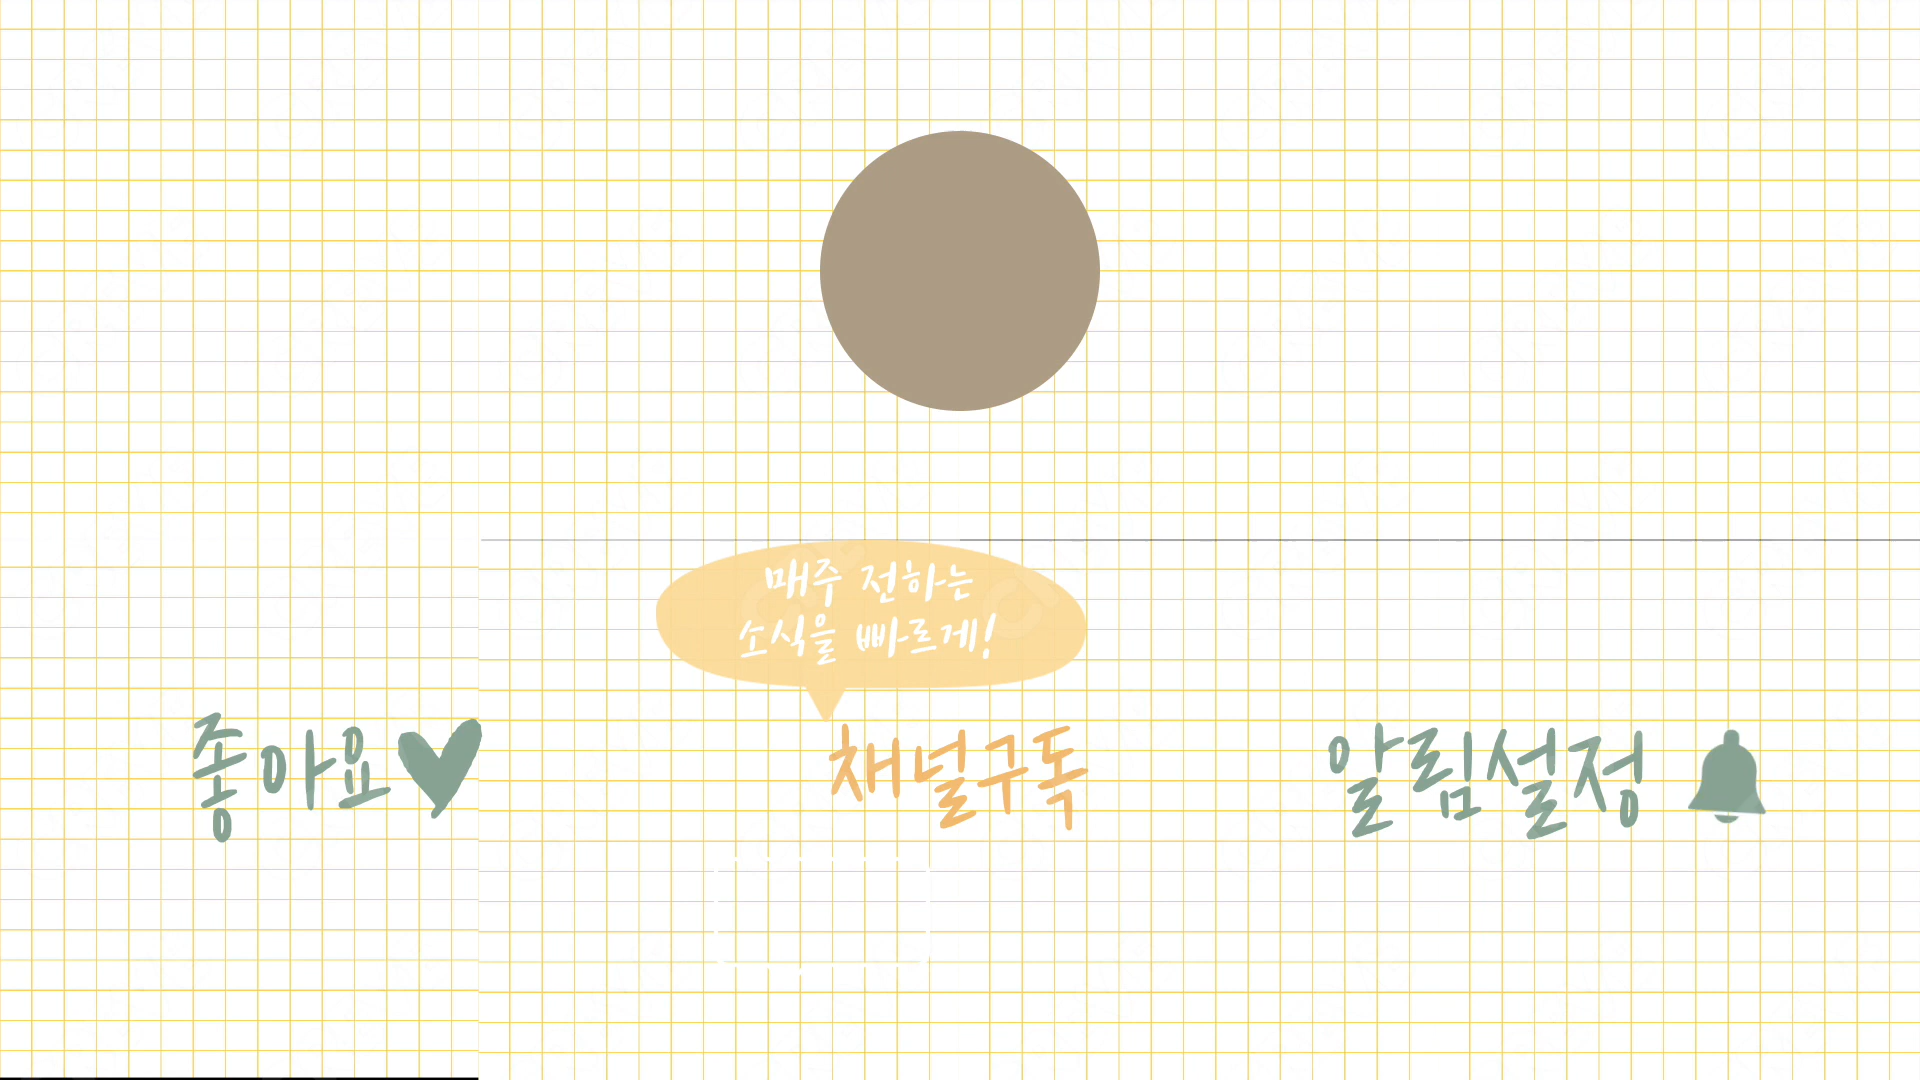 매주 전하는
소식을 빠르게!
좋아요
채널구독
알림설정